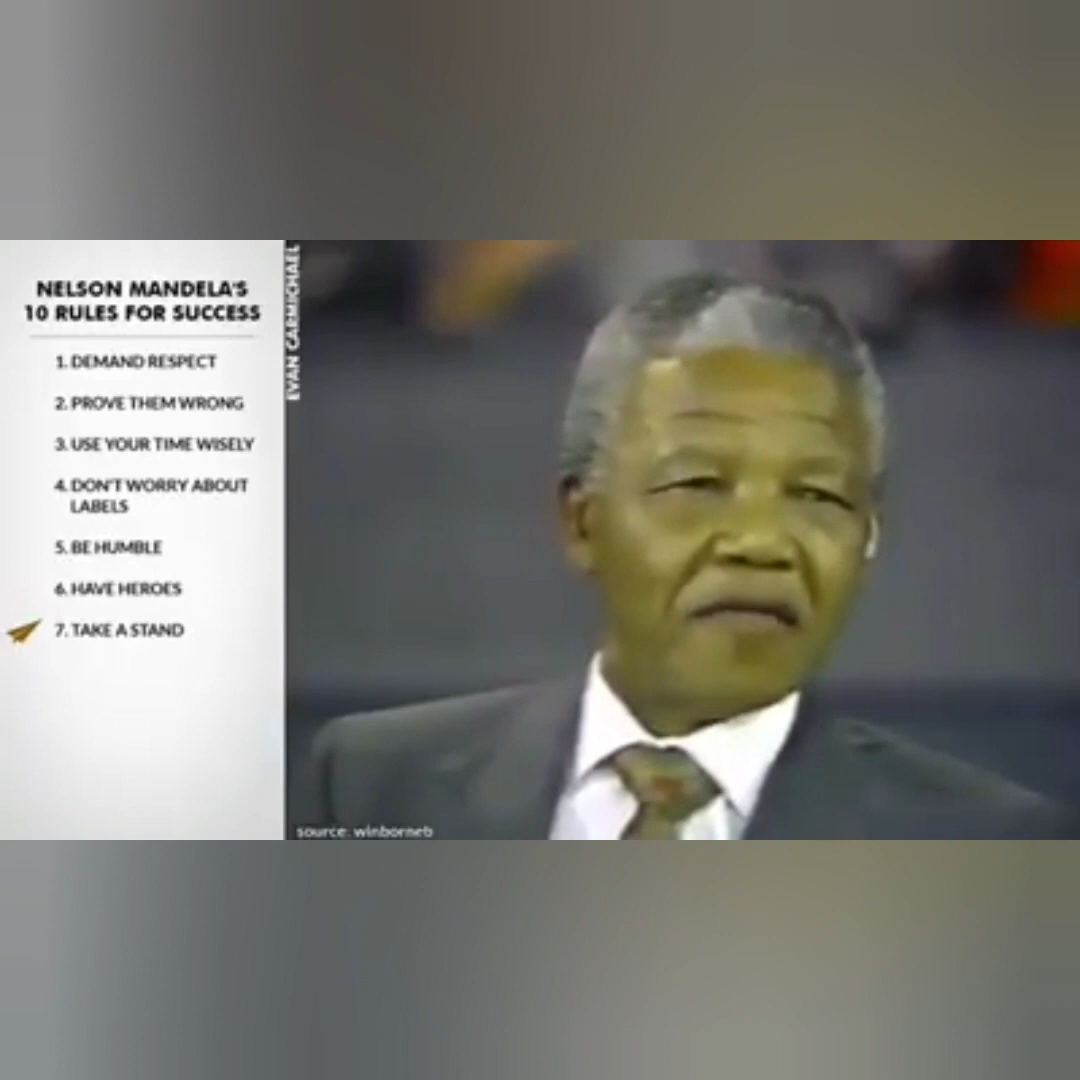 NELSON MANDELA'S
10 RULES FOR SUCCESS
1. DEMAND RESPECT
2. PROVE THEM WRONG
3. USE YOUR TIME WISELY
4. DON'T WORRY ABOUT
LABELS
5. BE HUMBLE
6. HAVE HEROES
7. TAKE A STAND
EVAN CARMICHAEL
source: winborneb